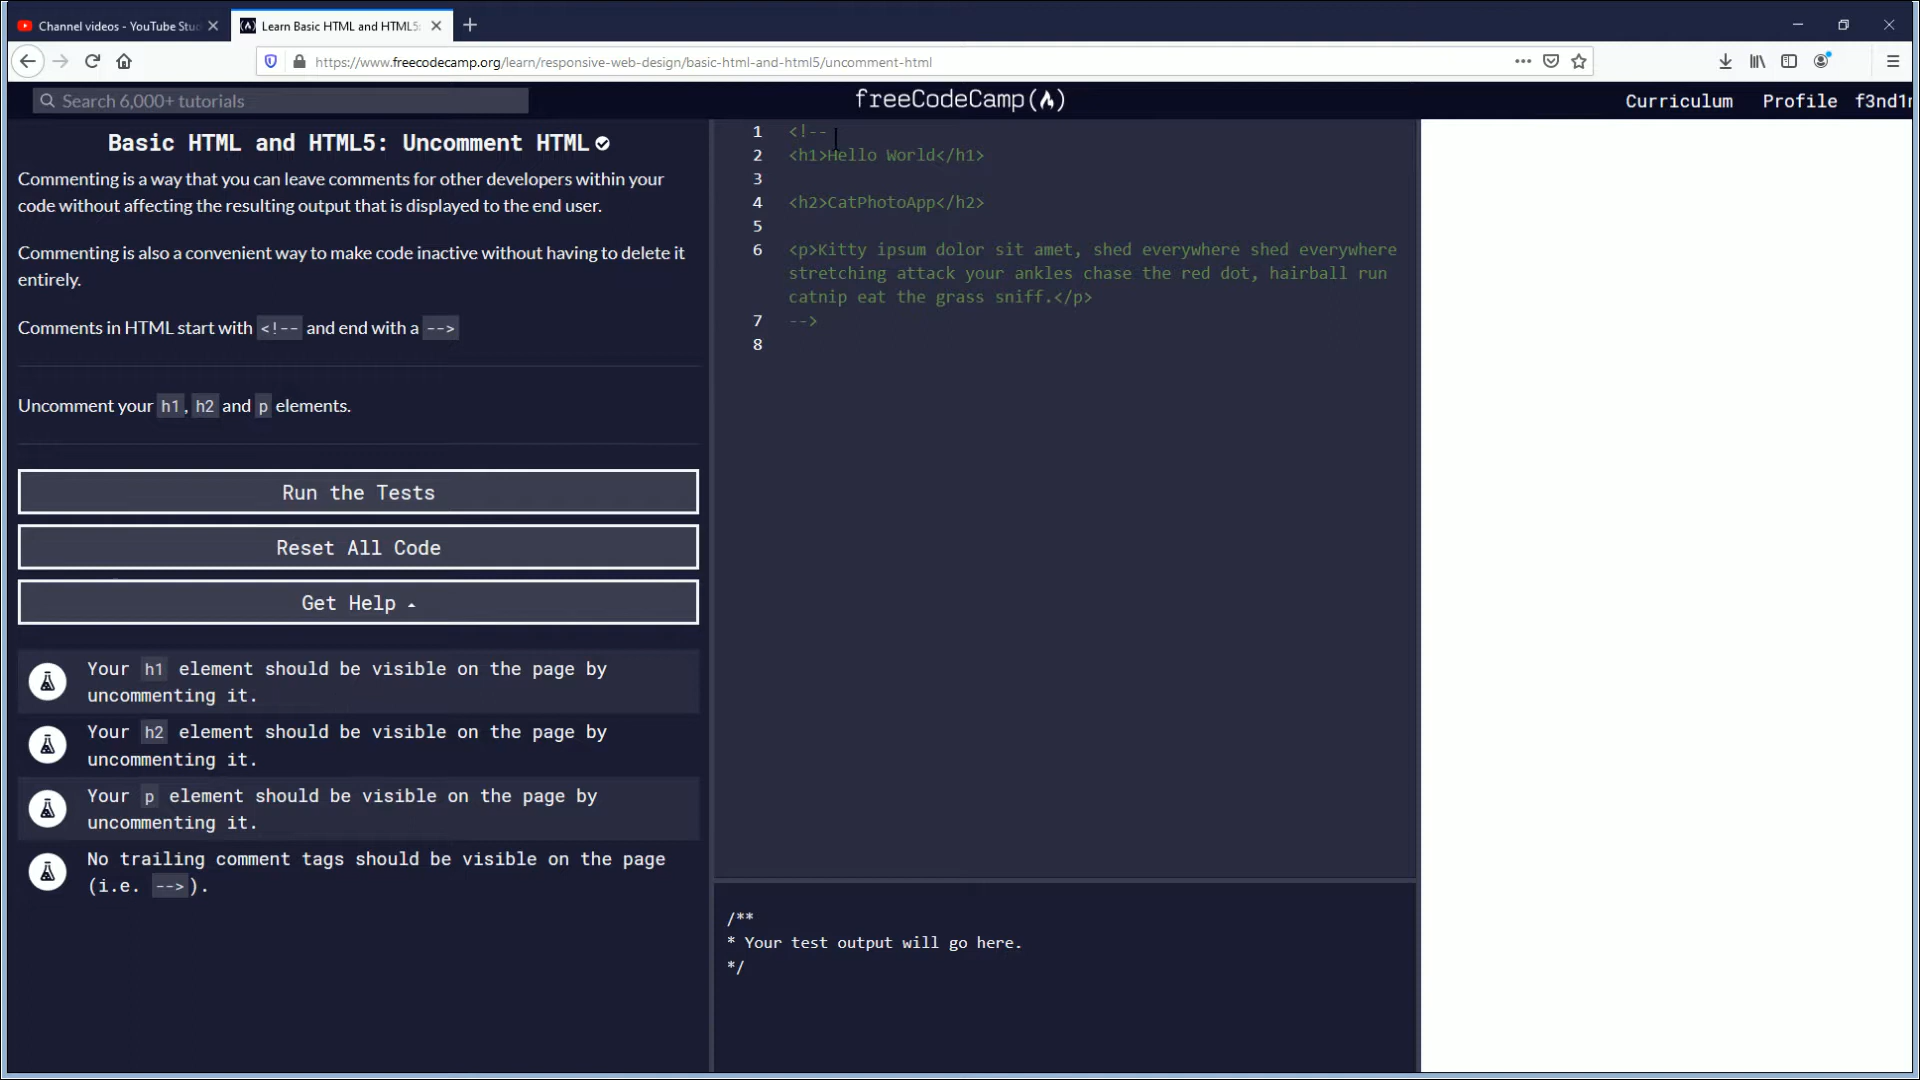 Channel videos - YouTube Stud
Learn Basic HTML and HTML5:
https://www.freecodecamp.org/learn/responsive-web-design/basic-html-and-html5/uncomment-html
Search 6,000+ tutorials
freeCodeCamp
Curriculum
Profile
Basic HTML and HTML5: Uncomment HTML
Commenting is a way that you can leave comments for other developers within your
code without affecting the resulting output that is displayed to the end user.
Commenting is also a convenient way to make code inactive without having to delete it
entirely.
Comments in HTML start with <!-- and end with a -->
Uncomment your h1, h2 and p elements.
Run the Tests
Reset All Code
Get Help
Your h1 element should be visible on the page by
uncommenting it.
Your h2 element should be visible on the page by
uncommenting it.
Your p element should be visible on the page by
uncommenting it.
No trailing comment tags should be visible on the page
(i.e. -->).
1 <!--
2 <h1>Hello World</h1>
3
4 <h2>CatPhotoApp</h2>
5
6 <p>Kitty ipsum dolor sit amet, shed everywhere shed everywhere
stretching attack your ankles chase the red dot, hairball run
catnip eat the grass sniff.</p>
7 -->
8
/**
* Your test output will go here.
*/